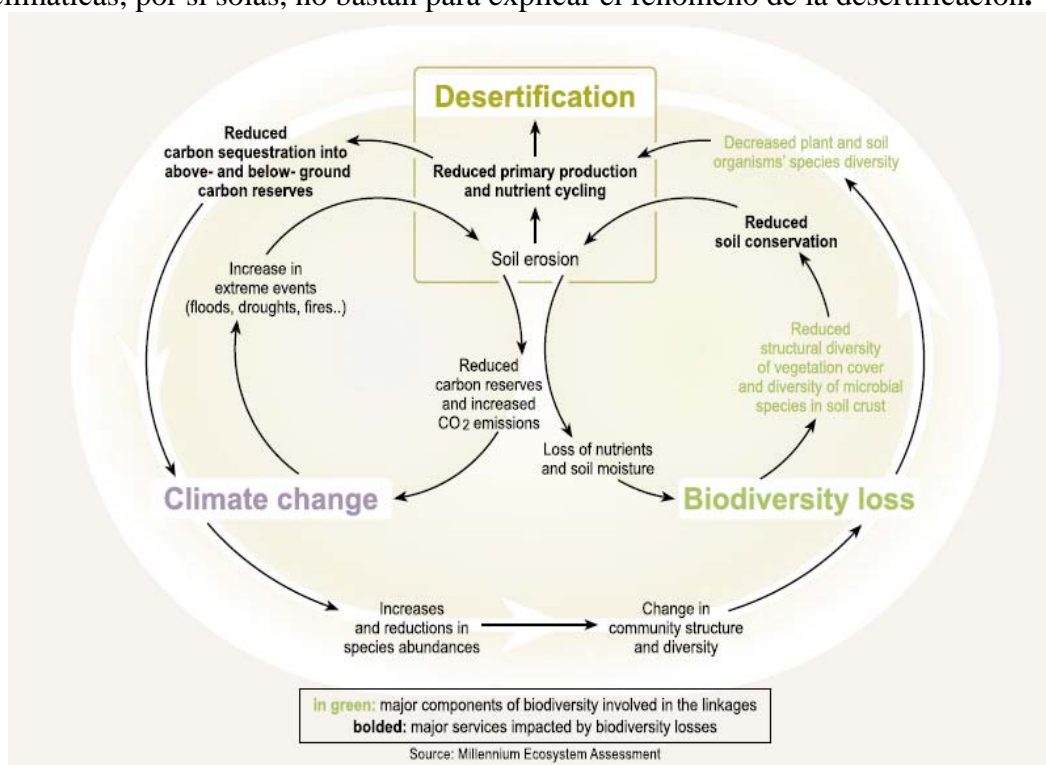 climáticas, por sí solas, no bastan para explicar el fenómeno de la desertificación.
Desertification
Reduced
carbon sequestration into
above- and below- ground
carbon reserves
Reduced primary production
and nutrient cycling
Decreased plant and soil
organisms' species diversity
Reduced
soil conservation
Soil erosion
Increase in
extreme events
(floods, droughts, fires..)
Reduced
structural diversity
of vegetation cover
and diversity of microbial
species in soil crust
Reduced
carbon reserves
and increased
CO2 emissions
Loss of nutrients
and soil moisture
Climate change
Biodiversity loss
Increases
and reductions in
species abundances
Change in
community structure
and diversity
in green: major components of biodiversity involved in the linkages
bolded: major services impacted by biodiversity losses
Source: Millennium Ecosystem Assessment